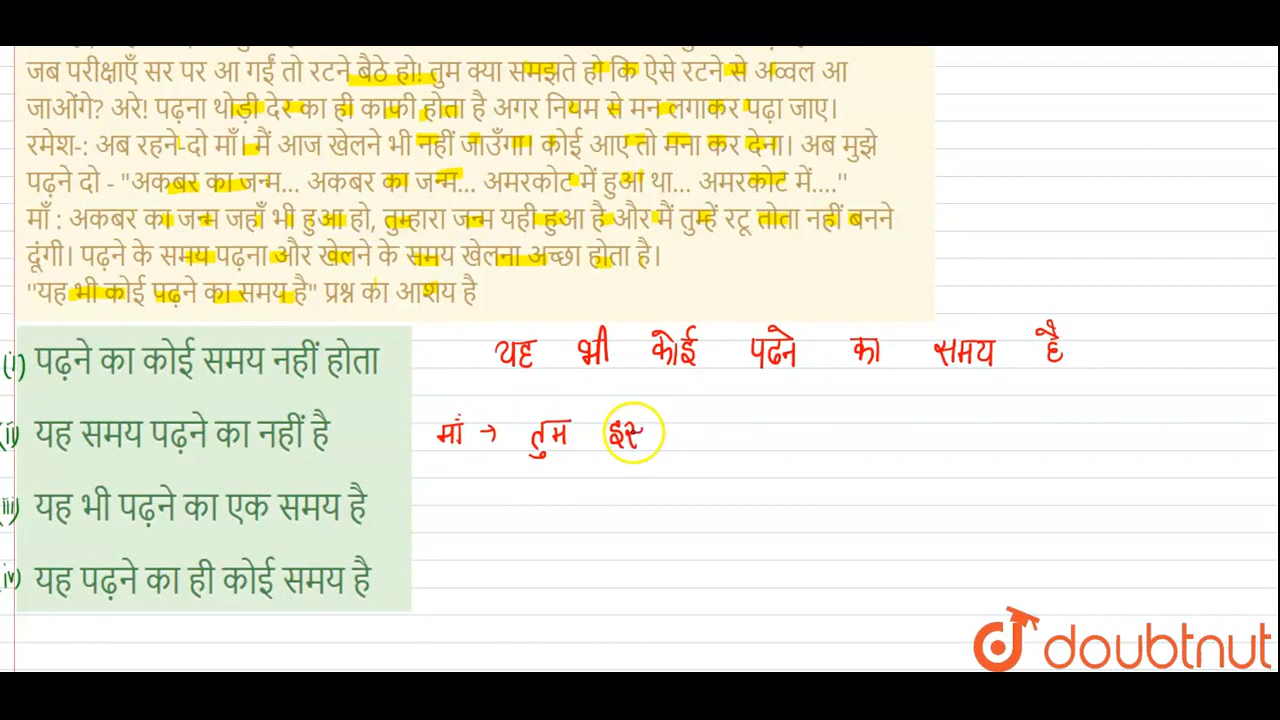 जब परीक्षाएँ सर पर आ गईं तो रटने बैठे हो! तुम क्या समझते हो कि ऐसे रटने से अव्वल आ
जाओंगे? अरे! पढ़ना थोड़ी देर का ही काफी होता है अगर नियम से मन लगाकर पढ़ा जाए।
रमेश-: अब रहने-दो माँ। मैं आज खेलने भी नहीं जाउँगा। कोई आए तो मना कर देना। अब मुझे
पढ़ने दो - "अकबर का जन्म... अकबर का जन्म... अमरकोट में हुआ था... अमरकोट में...."
माँ : अकबर का जन्म जहाँ भी हुआ हो, तुम्हारा जन्म यही हुआ है और मैं तुम्हें रटू तोता नहीं बनने
दूंगी। पढ़ने के समय पढ़ना और खेलने के समय खेलना अच्छा होता है।
"यह भी कोई पढ़ने का समय है" प्रश्न का आशय है
(i) पढ़ने का कोई समय नहीं होता
यह भी कोई पढने का समय है
(ii) यह समय पढ़ने का नहीं है
माँ → तुम इस
(iii) यह भी पढ़ने का एक समय है
(iv) यह पढ़ने का ही कोई समय है
doubtnut